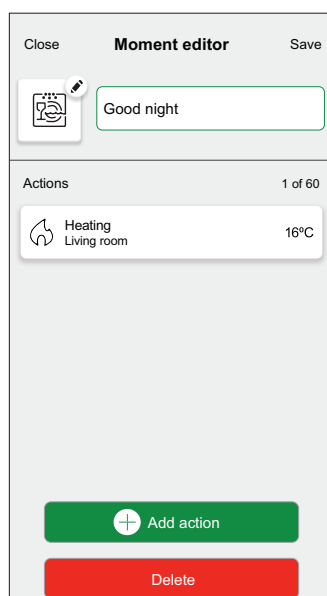 Close Moment editor Save
Good night
Actions 1 of 60
Heating
Living room
16ºC
Add action
Delete